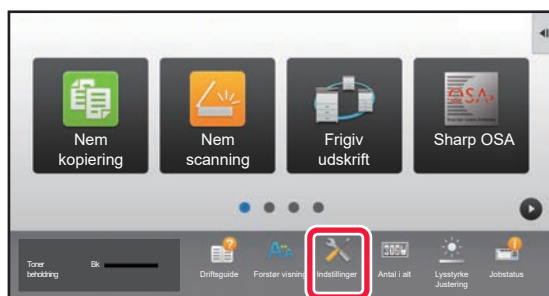 Nem
kopiering
Nem
scanning
Frigiv
udskrift
OSA
Sharp OSA
Toner
beholdning
Bk
Driftsguide
Forstør visning
Indstillinger
Antal i alt
Lysstyrke
Justering
Jobstatus